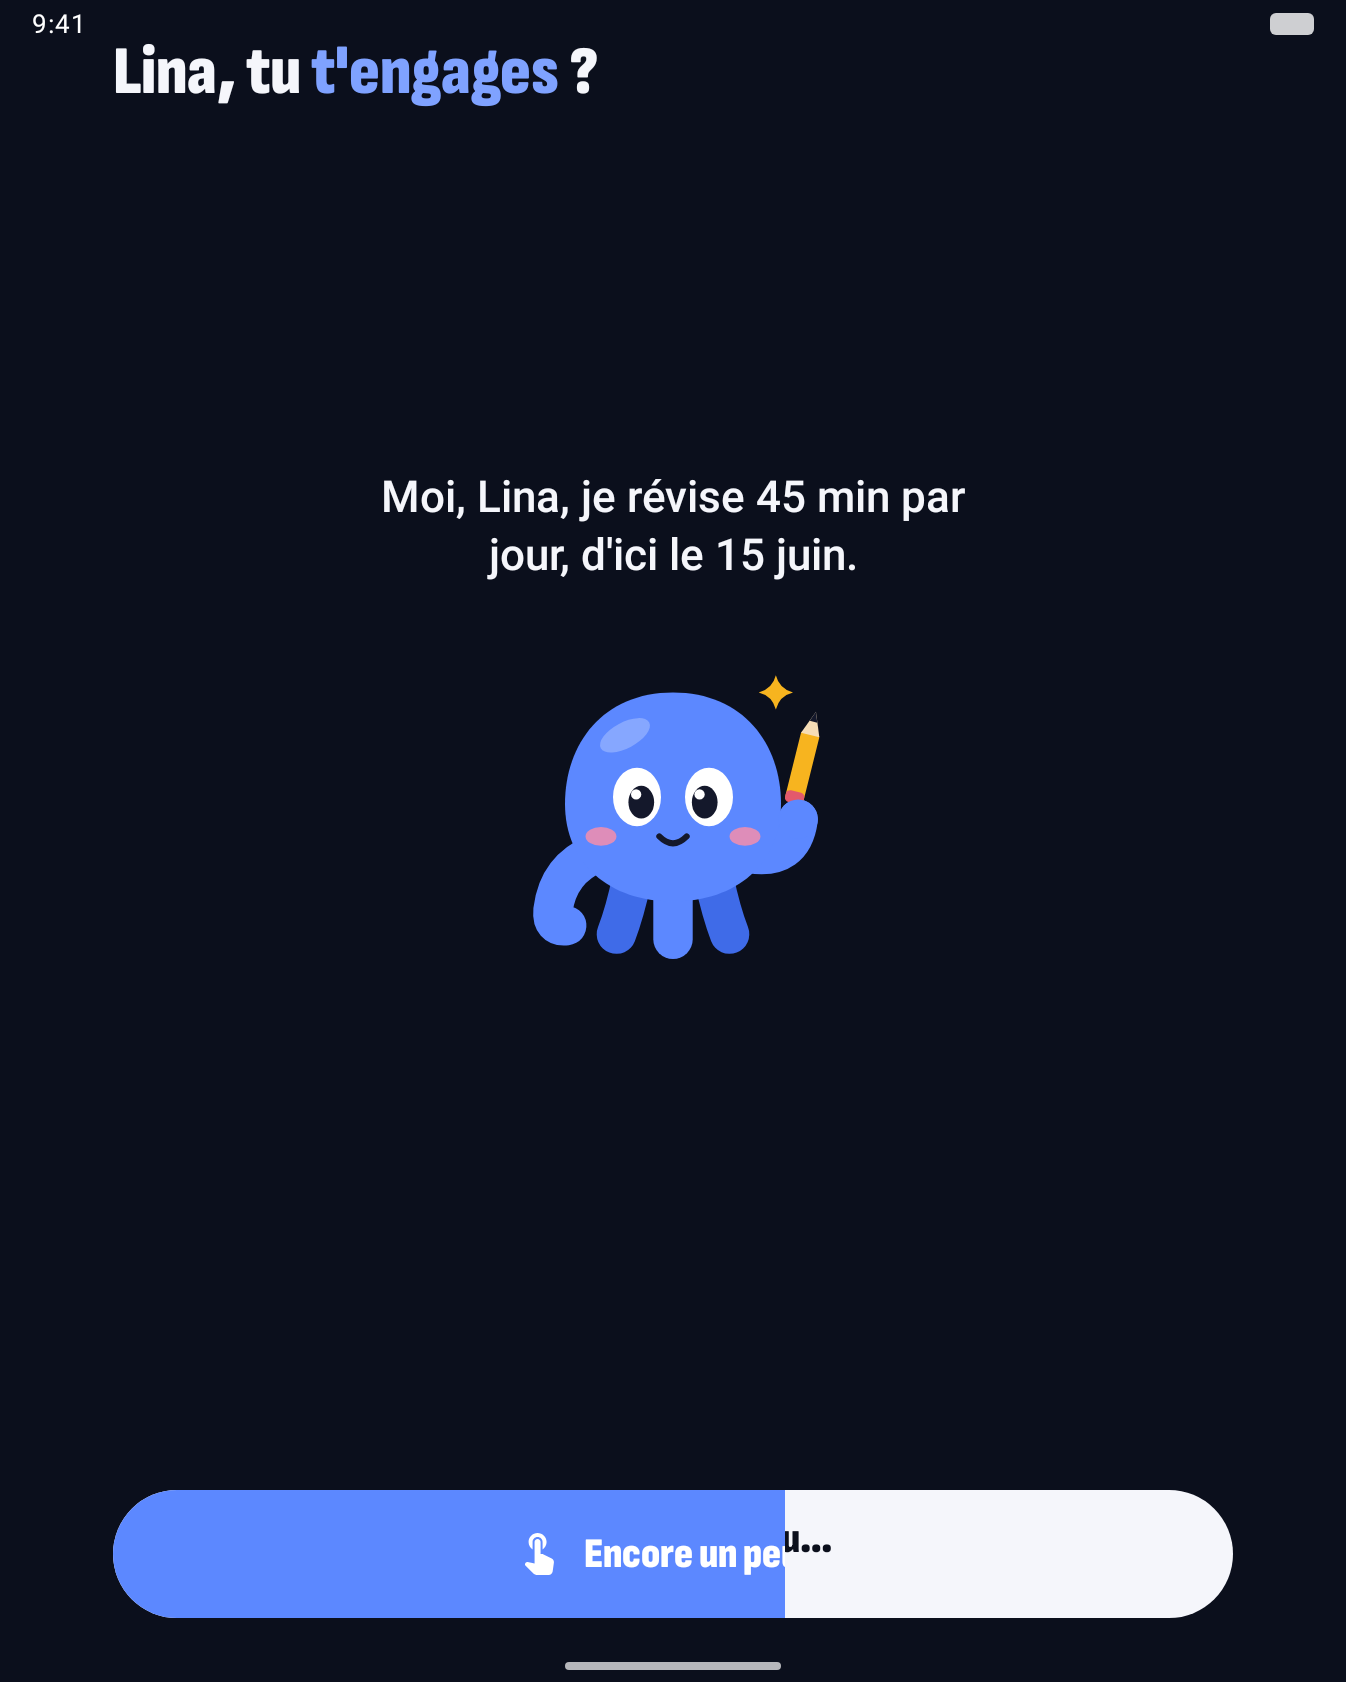 9:41
Lina, tu t'engages ?
Moi, Lina, je révise 45 min par
jour, d'ici le 15 juin.
Encore un peu...